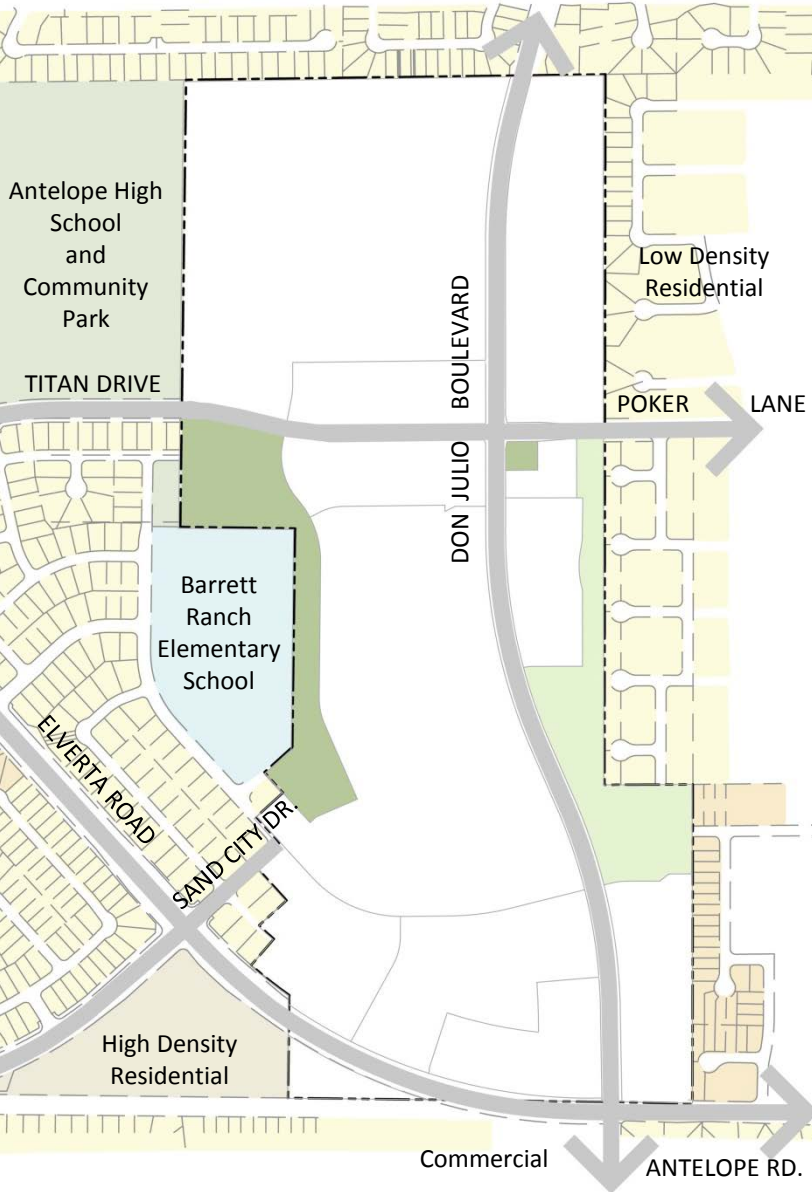 Antelope High
School
and
Community
Park
Low Density
Residential
DON JULIO BOULEVARD
TITAN DRIVE
POKER LANE
Barrett
Ranch
Elementary
School
ELVERTA ROAD
SAND CITY DR.
High Density
Residential
Commercial
ANTELOPE RD.